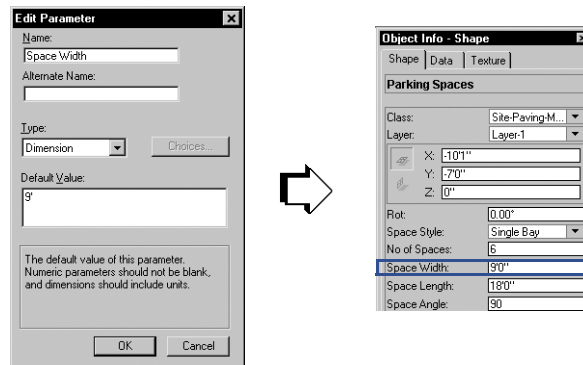 Edit Parameter
Name:
Space Width
Alternate Name:
Type:
Dimension
Choices...
Default Value:
9'
The default value of this parameter.
Numeric parameters should not be blank,
and dimensions should include units.
OK
Cancel
Object Info - Shape
Shape
Data
Texture
Parking Spaces
Class:
Site-Paving-M...
Layer:
Layer-1
X:
-10'1"
Y:
-7'0"
Z:
0"
Rot:
0.00°
Space Style:
Single Bay
No of Spaces:
6
Space Width:
9'0"
Space Length:
18'0"
Space Angle:
90